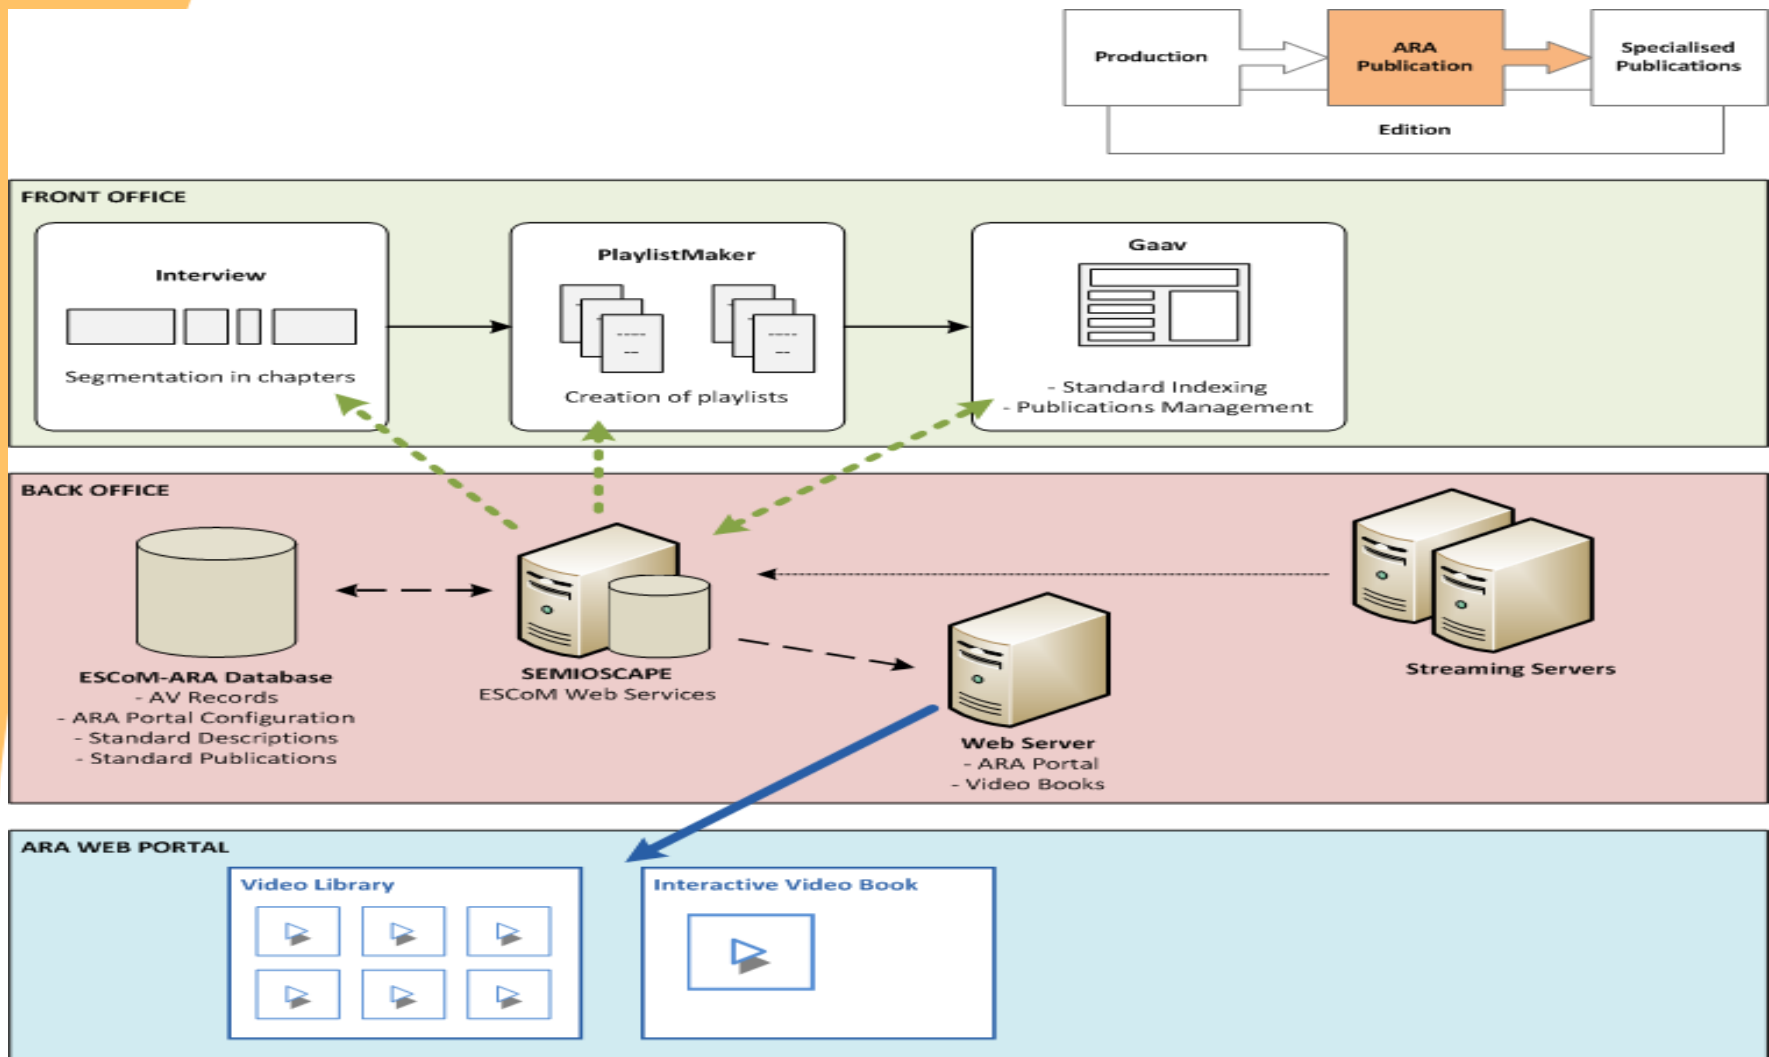 Production
ARA
Publication
Specialised
Publications
Edition
FRONT OFFICE
Interview
Segmentation in chapters
PlaylistMaker
Creation of playlists
Gaav
- Standard Indexing
- Publications Management
BACK OFFICE
ESCoM-ARA Database
- AV Records
- ARA Portal Configuration
- Standard Descriptions
- Standard Publications
SEMIOSCAPE
ESCoM Web Services
Web Server
- ARA Portal
- Video Books
Streaming Servers
ARA WEB PORTAL
Video Library
Interactive Video Book